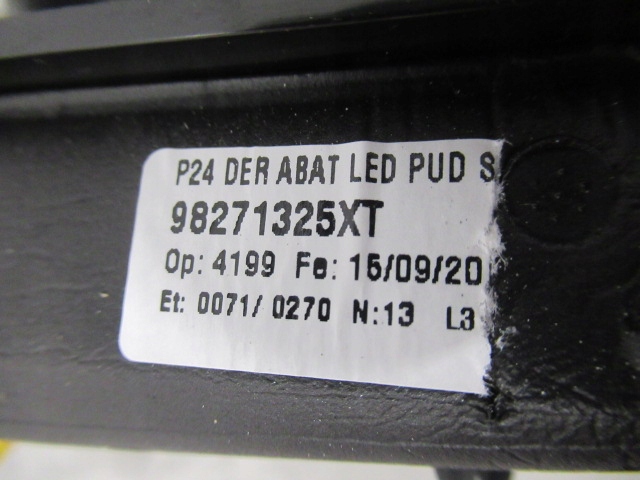 P24 DER ABAT LED PUD S
98271325XT
Op: 4199 Fe: 15/09/20
Et: 0071/ 0270 N:13 L3